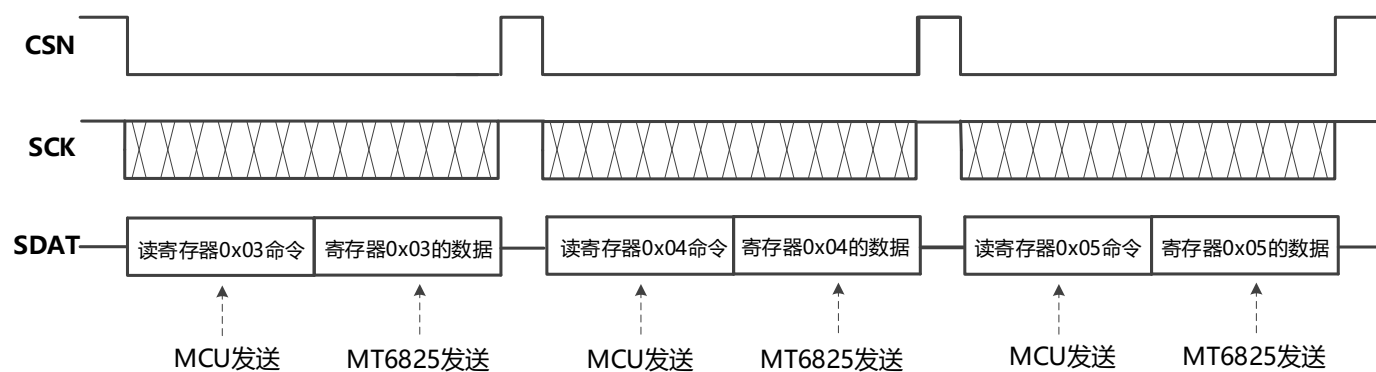 CSN
SCK
SDAT
读寄存器0x03命令 寄存器0x03的数据 读寄存器0x04命令 寄存器0x04的数据 读寄存器0x05命令 寄存器0x05的数据
MCU发送 MT6825发送 MCU发送 MT6825发送 MCU发送 MT6825发送